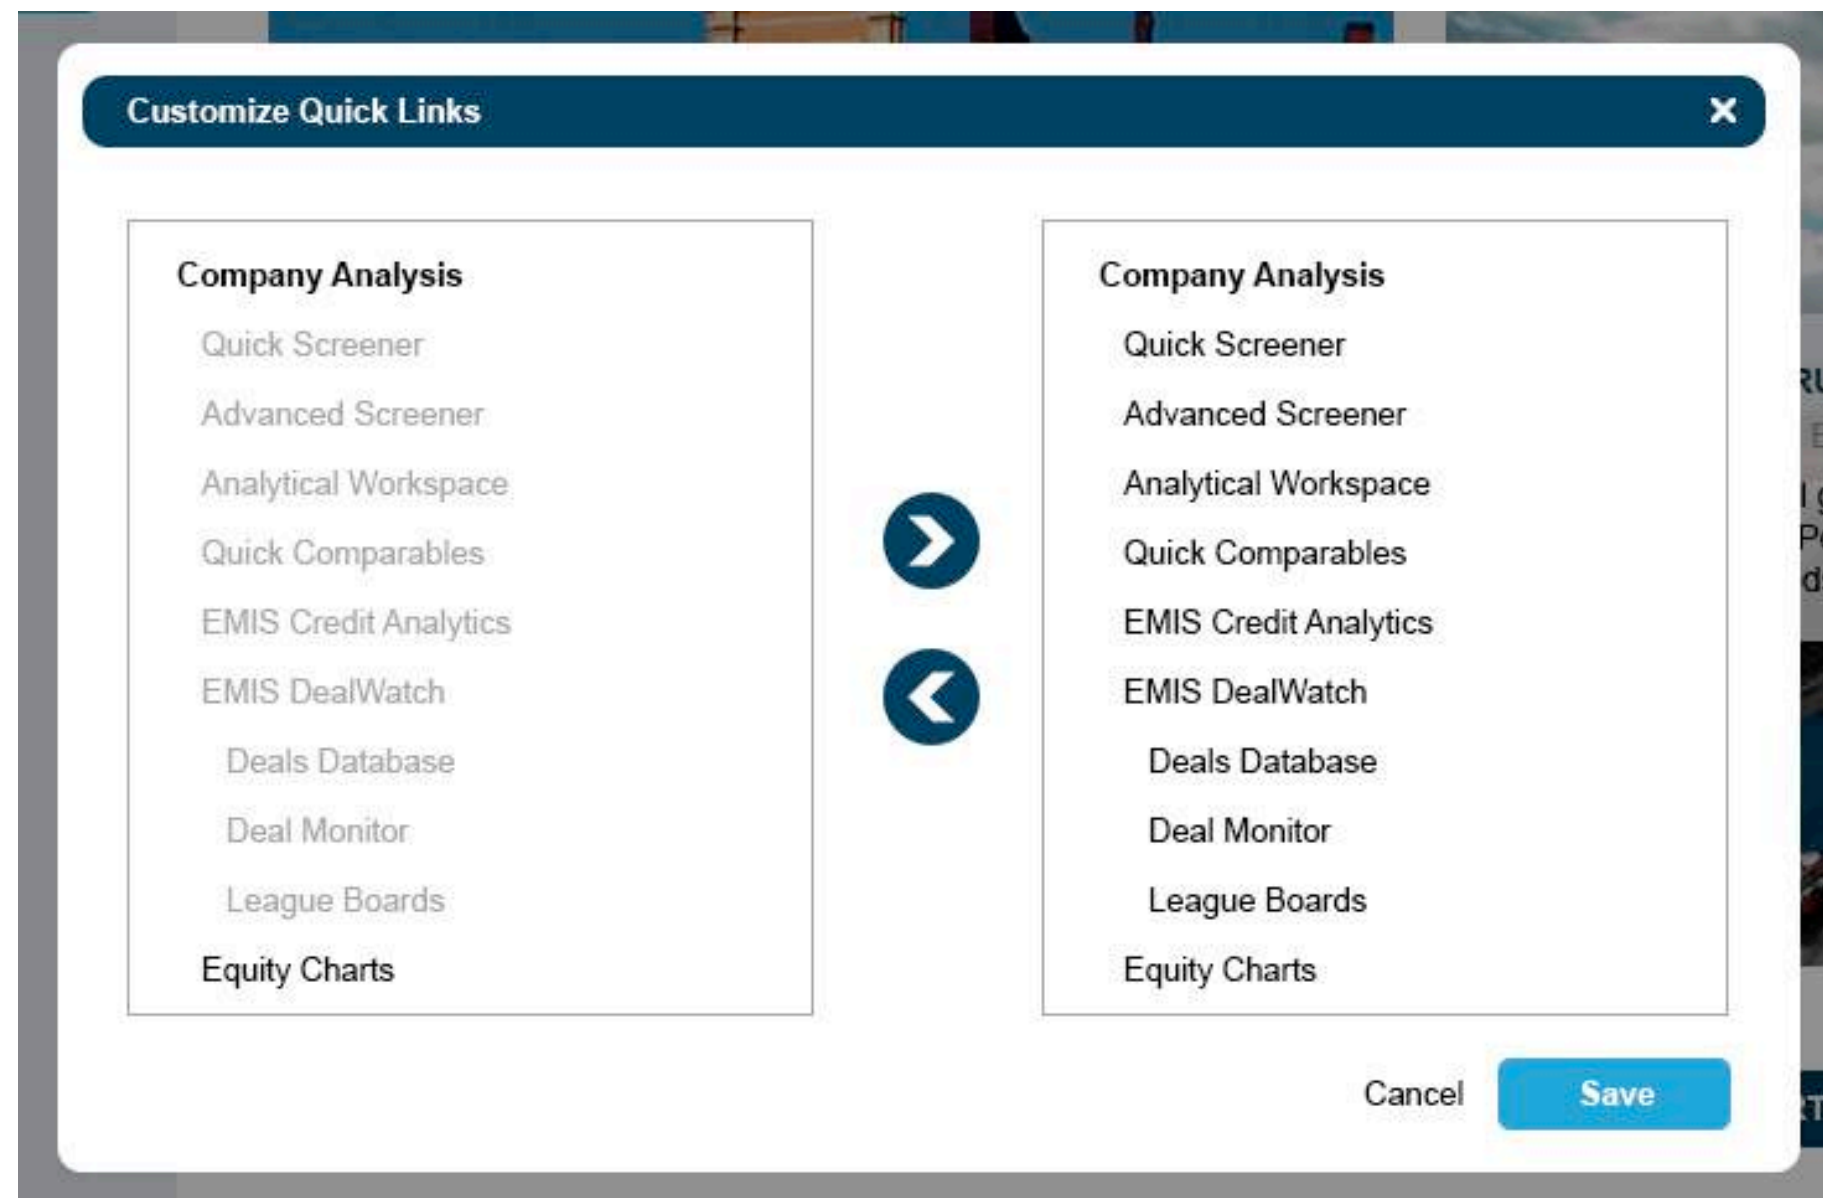 Customize Quick Links
Company Analysis
Quick Screener
Advanced Screener
Analytical Workspace
Quick Comparables
EMIS Credit Analytics
EMIS DealWatch
Deals Database
Deal Monitor
League Boards
Equity Charts
Company Analysis
Quick Screener
Advanced Screener
Analytical Workspace
Quick Comparables
EMIS Credit Analytics
EMIS DealWatch
Deals Database
Deal Monitor
League Boards
Equity Charts
Cancel
Save